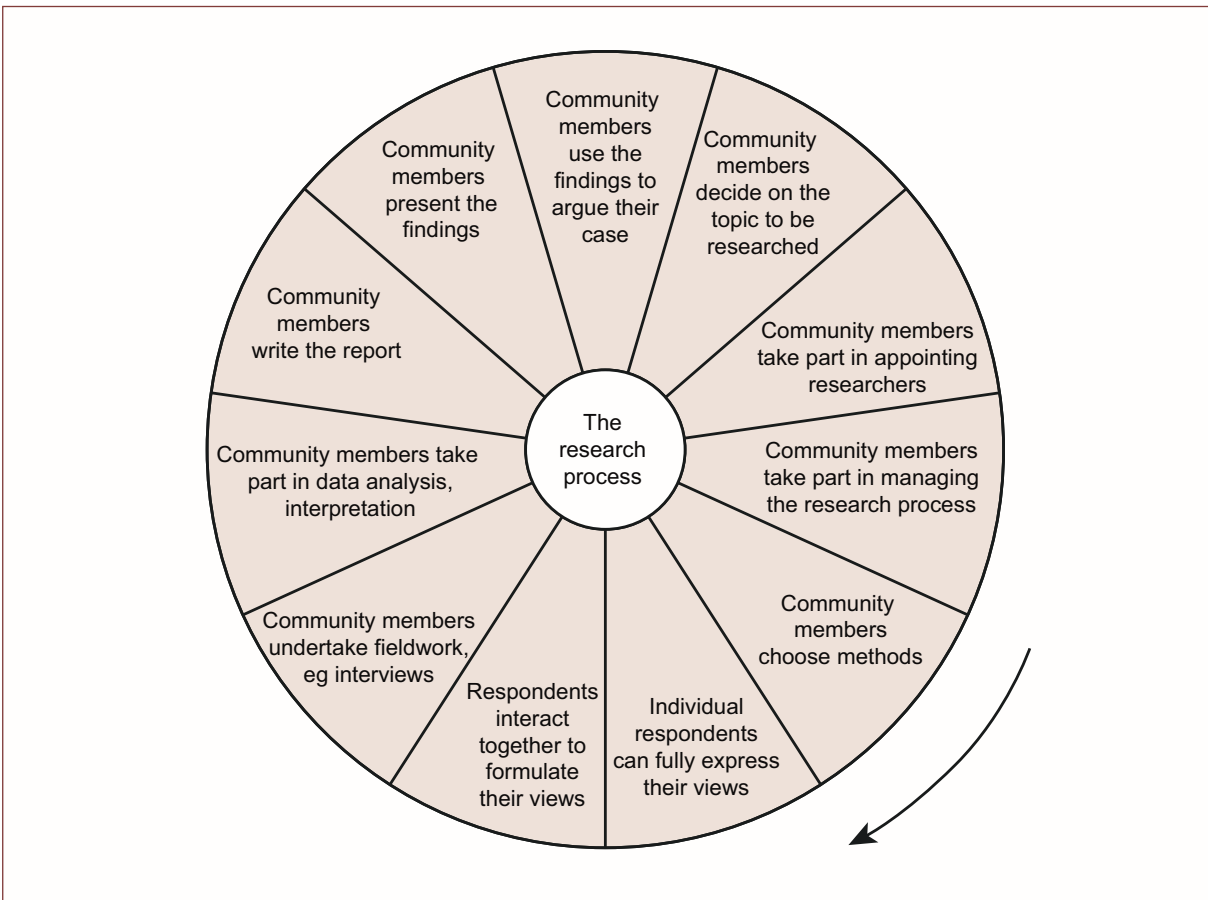 Community
members
use the
findings to
argue their
case
Community
members
decide on the
topic to be
researched
Community members
take part in appointing
researchers
Community members
take part in managing
the research process
Community
members
choose methods
Individual
respondents
can fully express
their views
Respondents
interact
together to
formulate
their views
Community members
undertake fieldwork,
eg interviews
Community members take
part in data analysis,
interpretation
Community
members
write the report
Community
members
present the
findings
The
research
process